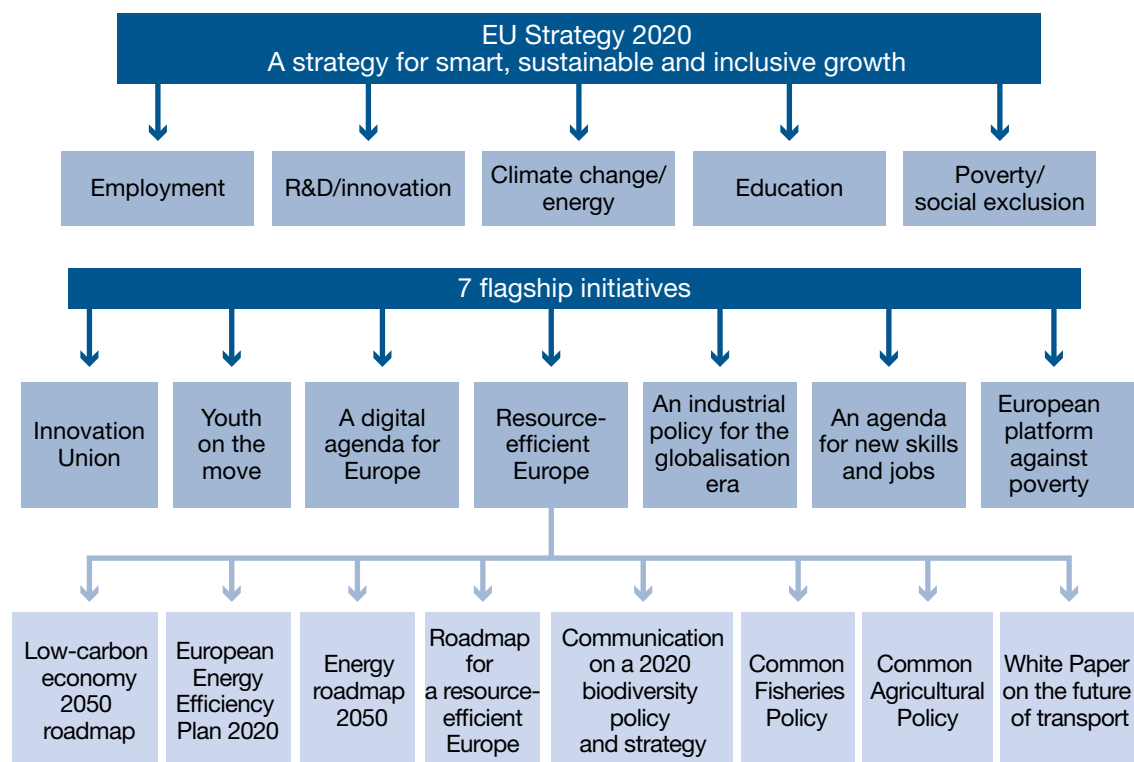 EU Strategy 2020
A strategy for smart, sustainable and inclusive growth
Employment
R&D/innovation
Climate change/
energy
Education
Poverty/
social exclusion
7 flagship initiatives
Innovation
Union
Youth
on the
move
A digital
agenda for
Europe
Resource-
efficient
Europe
An industrial
policy for the
globalisation
era
An agenda
for new skills
and jobs
European
platform
against
poverty
Low-carbon
economy
2050
roadmap
European
Energy
Efficiency
Plan 2020
Energy
roadmap
2050
Roadmap
for
a resource-
efficient
Europe
Communication
on a 2020
biodiversity
policy
and strategy
Common
Fisheries
Policy
Common
Agricultural
Policy
White Paper
on the future
of transport